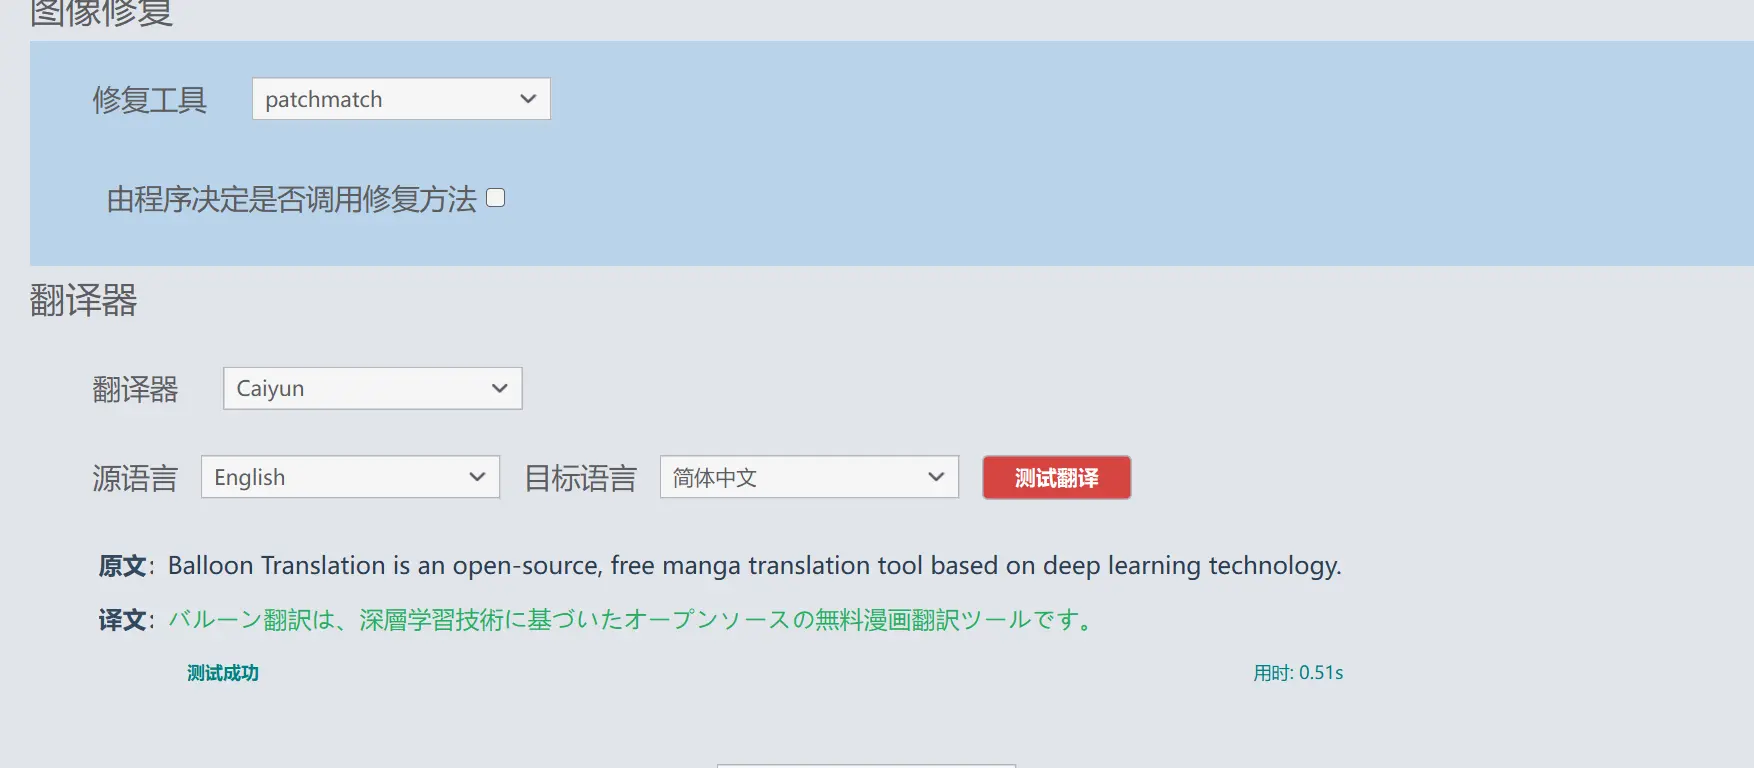 图像修复
修复工具 patchmatch
由程序决定是否调用修复方法
翻译器
翻译器 Caiyun
源语言 English 目标语言 简体中文 测试翻译
原文: Balloon Translation is an open-source, free manga translation tool based on deep learning technology.
译文: バルーン翻訳は、深層学習技術に基づいたオープンソースの無料漫画翻訳ツールです。
测试成功 用时: 0.51s